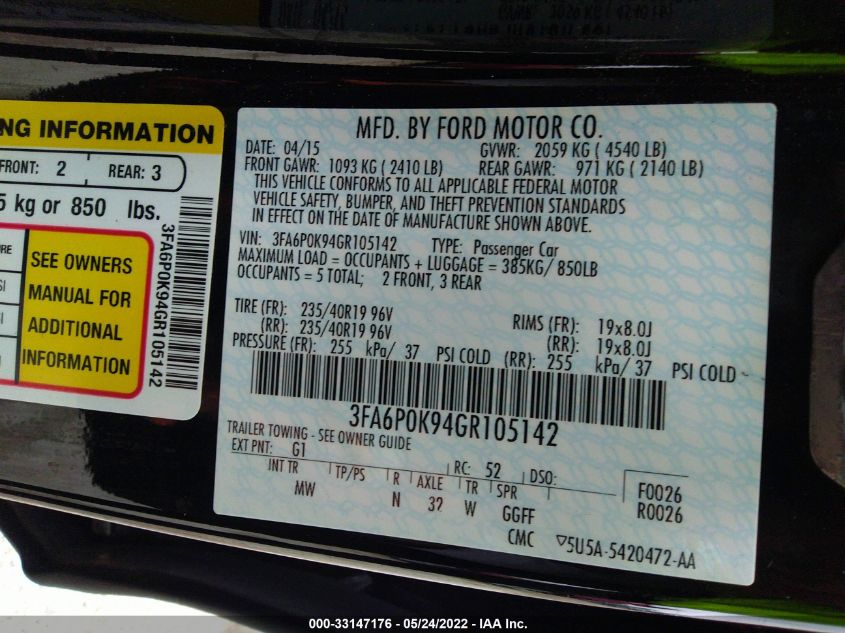 NG INFORMATION
FRONT: 2 REAR: 3
5 kg or 850 lbs.
SEE OWNERS
MANUAL FOR
ADDITIONAL
INFORMATION
3FA6P0K94GR105142
MFD. BY FORD MOTOR CO.
DATE: 04/15 GVWR: 2059 KG ( 4540 LB)
FRONT GAWR: 1093 KG (2410 LB) REAR GAWR: 971 KG ( 2140 LB)
THIS VEHICLE CONFORMS TO ALL APPLICABLE FEDERAL MOTOR
VEHICLE SAFETY, BUMPER, AND THEFT PREVENTION STANDARDS
IN EFFECT ON THE DATE OF MANUFACTURE SHOWN ABOVE.
VIN: 3FA6P0K94GR105142 TYPE: Passenger Car
MAXIMUM LOAD = OCCUPANTS + LUGGAGE = 385KG/ 850LB
OCCUPANTS = 5 TOTAL; 2 FRONT, 3 REAR
TIRE (FR): 235/40R19 96V RIMS (FR): 19x8.0J
(RR): 235/40R19 96V (RR): 19x8.0J
PRESSURE (FR): 255 kPa/ 37 PSI COLD (RR): 255 kPa/ 37 PSI COLD
3FA6P0K94GR105142
TRAILER TOWING - SEE OWNER GUIDE
EXT PNT: G1 RC: 52 DSO:
INT TR TP/PS R AXLE TR SPR
MW N 32 W GGFF
F0026
R0026
CMC ▽5U5A-5420472-AA
000-33147176 • 05/24/2022 • IAA Inc.